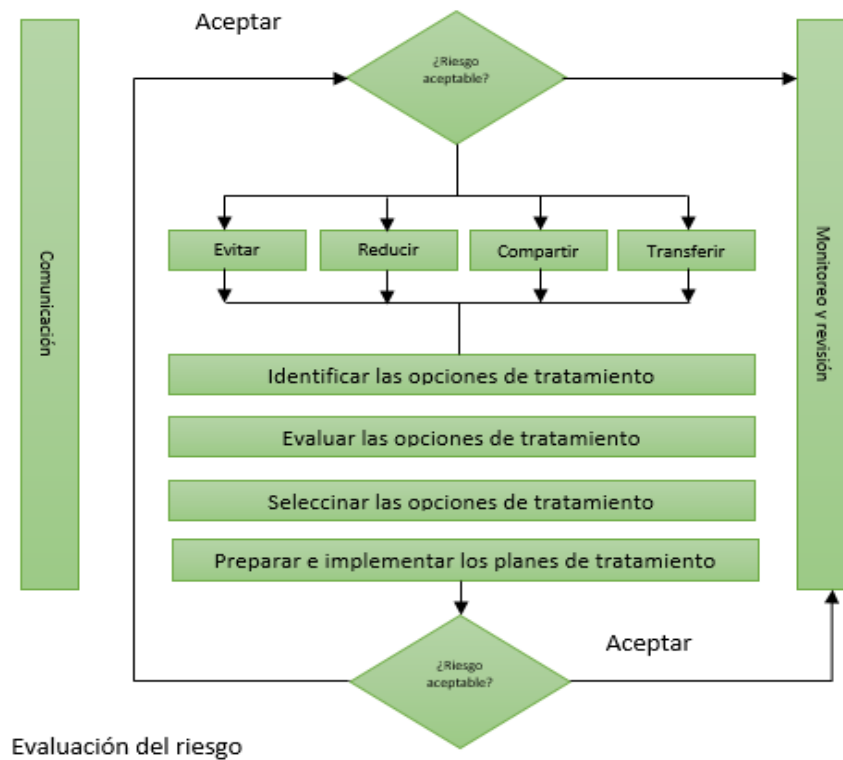 Aceptar
¿Riesgo
aceptable?
Comunicación
Monitoreo y revisión
Evitar
Reducir
Compartir
Transferir
Identificar las opciones de tratamiento
Evaluar las opciones de tratamiento
Seleccinar las opciones de tratamiento
Preparar e implementar los planes de tratamiento
Aceptar
¿Riesgo
aceptable?
Evaluación del riesgo